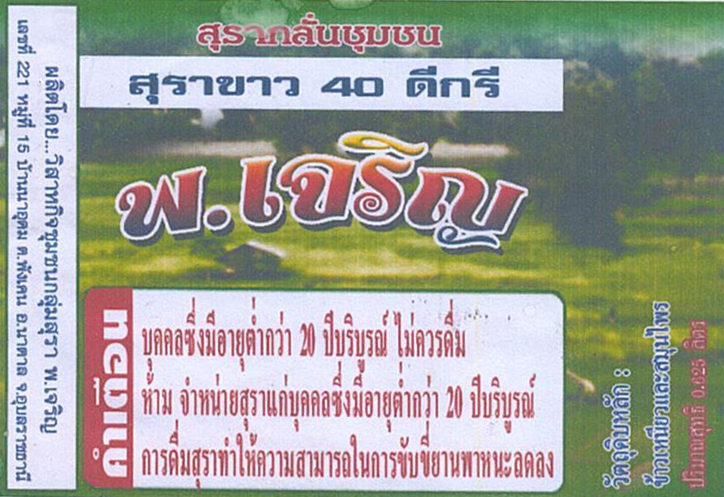 สุรากลั่นชุมชน
สุราขาว 40 ดีกรี
พ.เจริญ
คำเตือน
บุคคลซึ่งมีอายุต่ำกว่า 20 ปีบริบูรณ์ ไม่ควรดื่ม
ห้าม จำหน่ายสุราแก่บุคคลซึ่งมีอายุต่ำกว่า 20 ปีบริบูรณ์
การดื่มสุราทำให้ความสามารถในการขับขี่ยานพาหนะลดลง
ผลิตโดย...วิสาหกิจชุมชนกลุ่มสุรา พ.เจริญ
เลขที่ 221 หมู่ที่ 15 บ้านนาอุดม ต.พังเคน อ.นาตาล จ.อุบลราชธานี
วัตถุดิบหลัก :
ข้าวเหนียวและสมุนไพร
ปริมาณสุทธิ 0.625 ลิตร